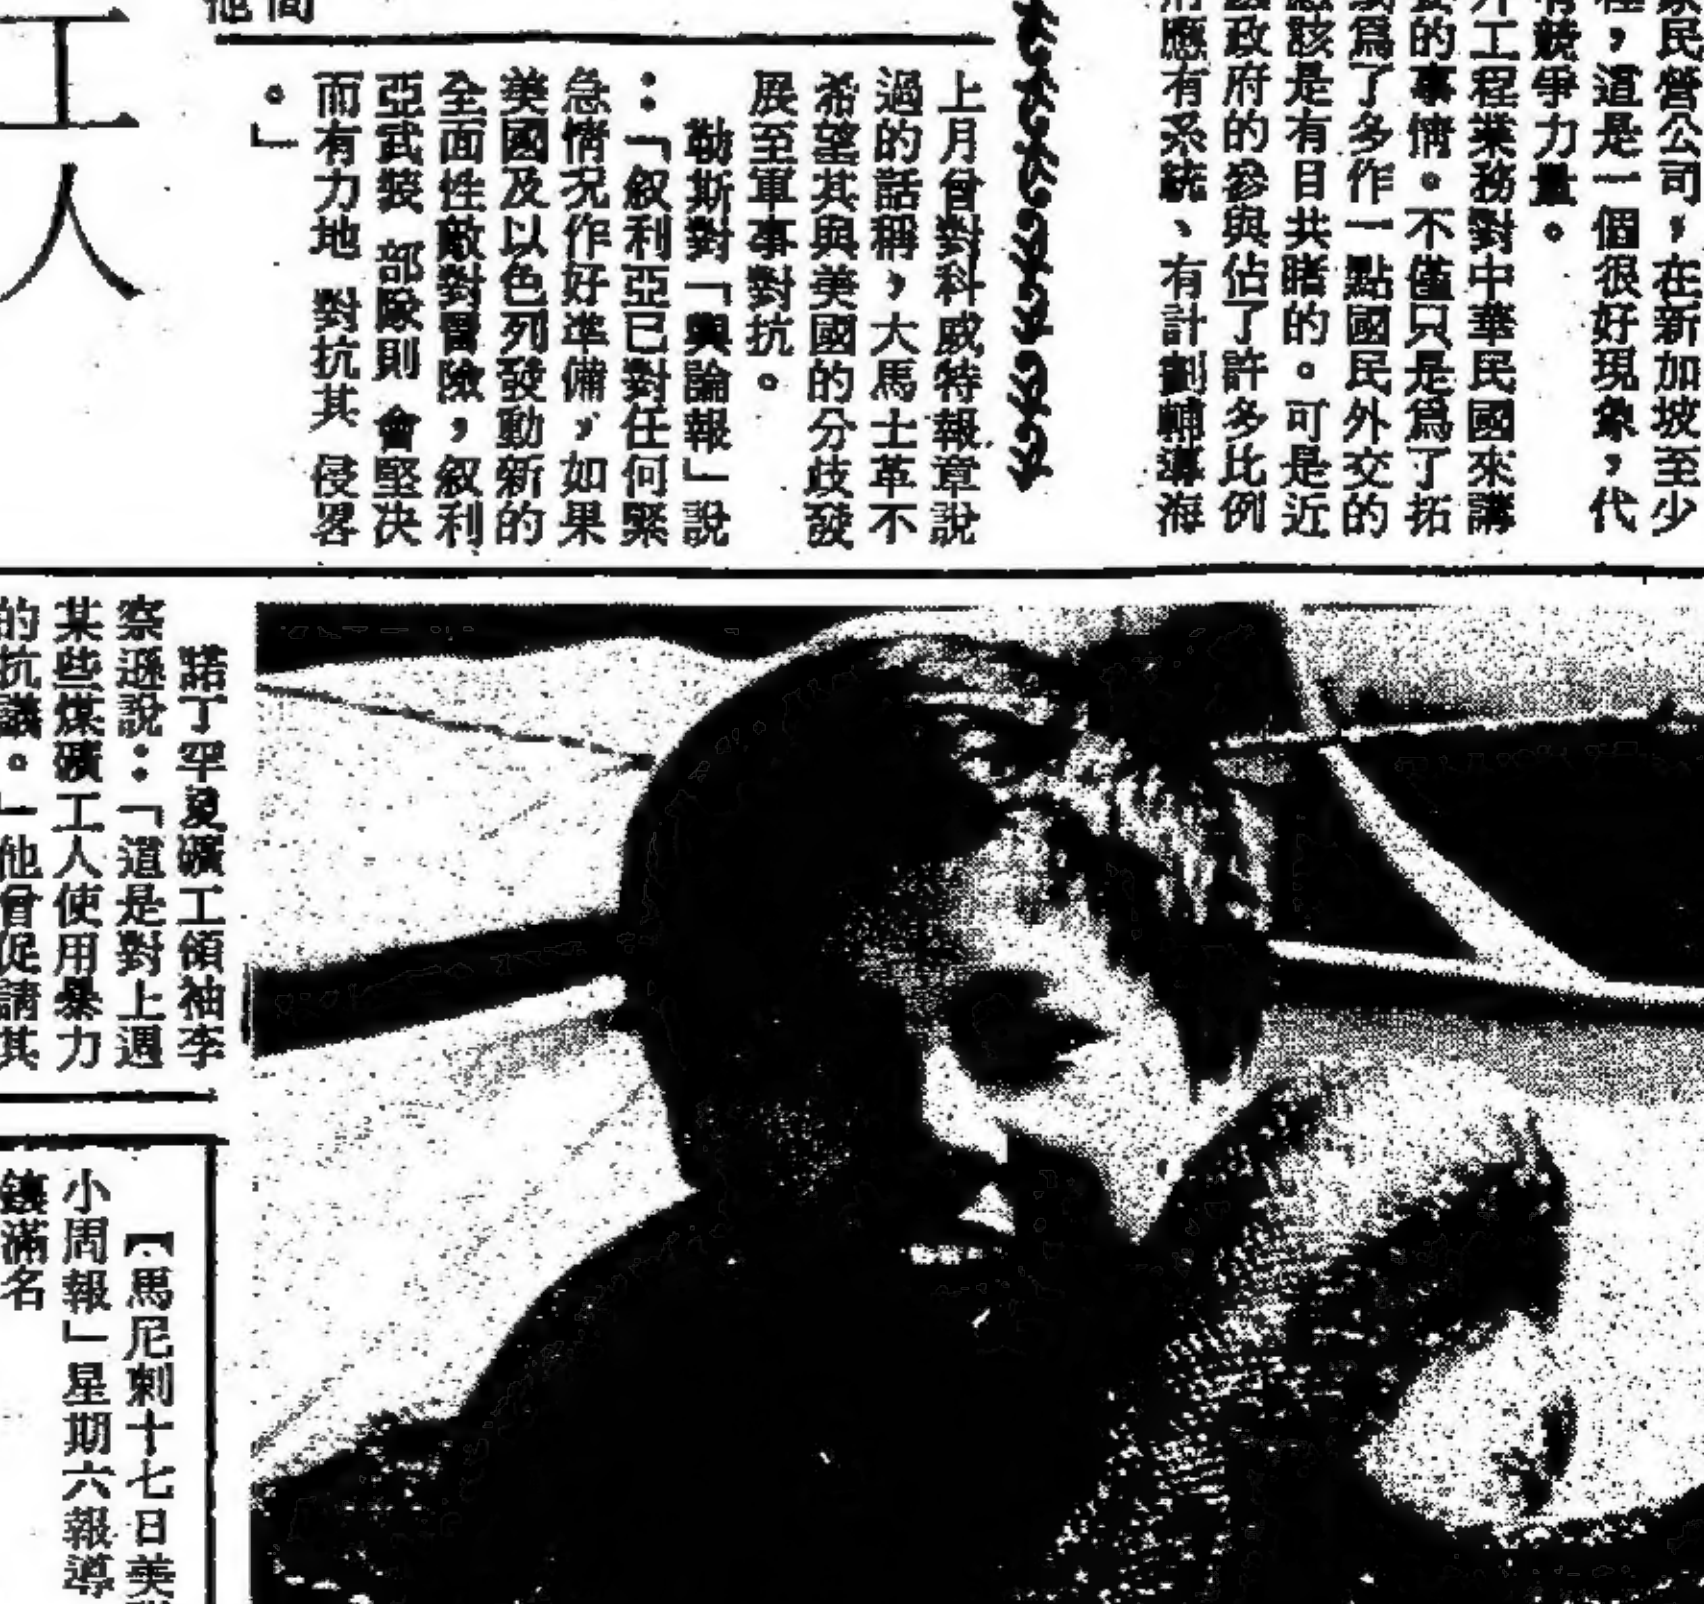 民營公司，在新加坡至少
程，這是一個很好現象，代
有競爭力量。
工程業務對中華民國來講
的事情。不僅只是為了拓
為了多作一點國民外交的
應該是有目共睹的。可是近
政府的參與佔了許多比例
府應有系統、有計劃輔導海
上月曾對科威特報章說
過的話稱，大馬士革不
希望其與美國的分歧發
展至軍事對抗。
勒斯對「輿論報」說
：「叙利亞已對任何緊
急情況作好準備，如果
美國及以色列發動新的
全面性敵對冒險，叙利
亞武裝 部隊則 會堅决
而有力地 對抗其 侵畧
。」
工人
諾丁罕夏礦工領袖李
察遜說：「這是對上週
某些煤礦工人使用暴力
的抗議。」他曾促請其
【馬尼剌十七日美
小周報」星期六報導
鑲滿名